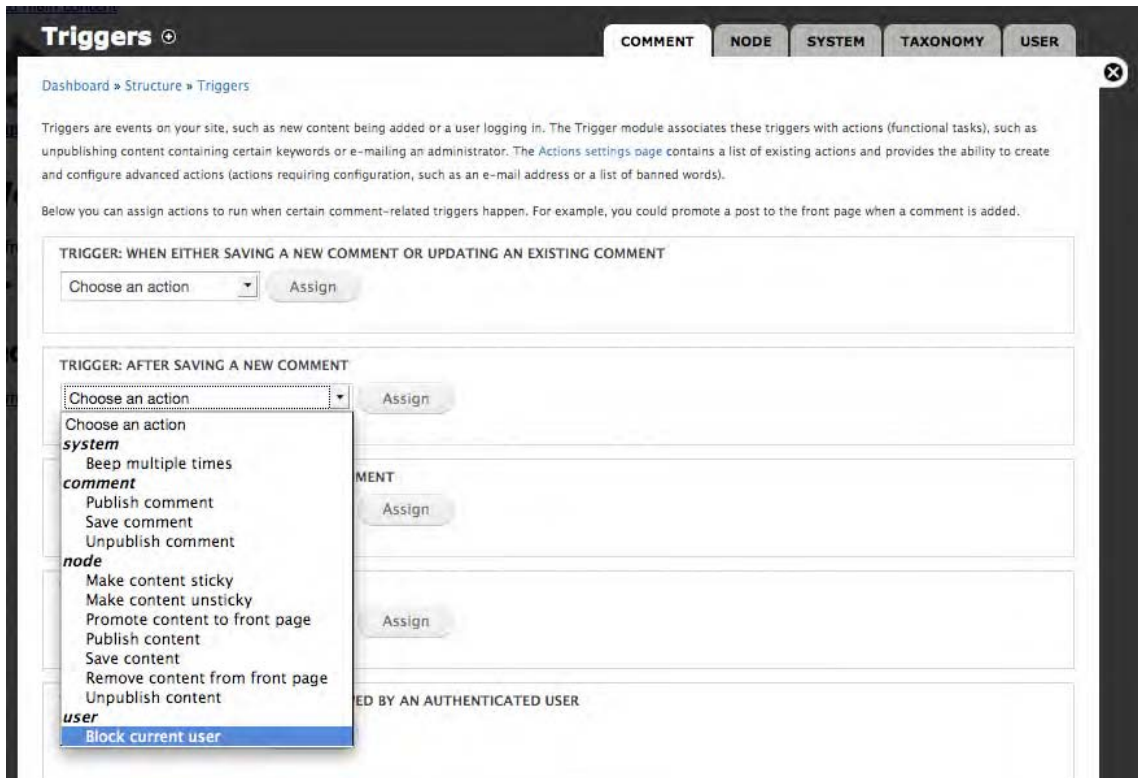 Triggers
COMMENT NODE SYSTEM TAXONOMY USER
Dashboard » Structure » Triggers
Triggers are events on your site, such as new content being added or a user logging in. The Trigger module associates these triggers with actions (functional tasks), such as
unpublishing content containing certain keywords or e-mailing an administrator. The Actions settings page contains a list of existing actions and provides the ability to create
and configure advanced actions (actions requiring configuration, such as an e-mail address or a list of banned words).
Below you can assign actions to run when certain comment-related triggers happen. For example, you could promote a post to the front page when a comment is added.
TRIGGER: WHEN EITHER SAVING A NEW COMMENT OR UPDATING AN EXISTING COMMENT
Choose an action Assign
TRIGGER: AFTER SAVING A NEW COMMENT
Choose an action Assign
Choose an action
system
Beep multiple times
comment
MENT
Publish comment
Assign
Save comment
Unpublish comment
node
Make content sticky
Make content unsticky
Promote content to front page
Assign
Publish content
Save content
Remove content from front page
Unpublish content
ED BY AN AUTHENTICATED USER
user
Block current user